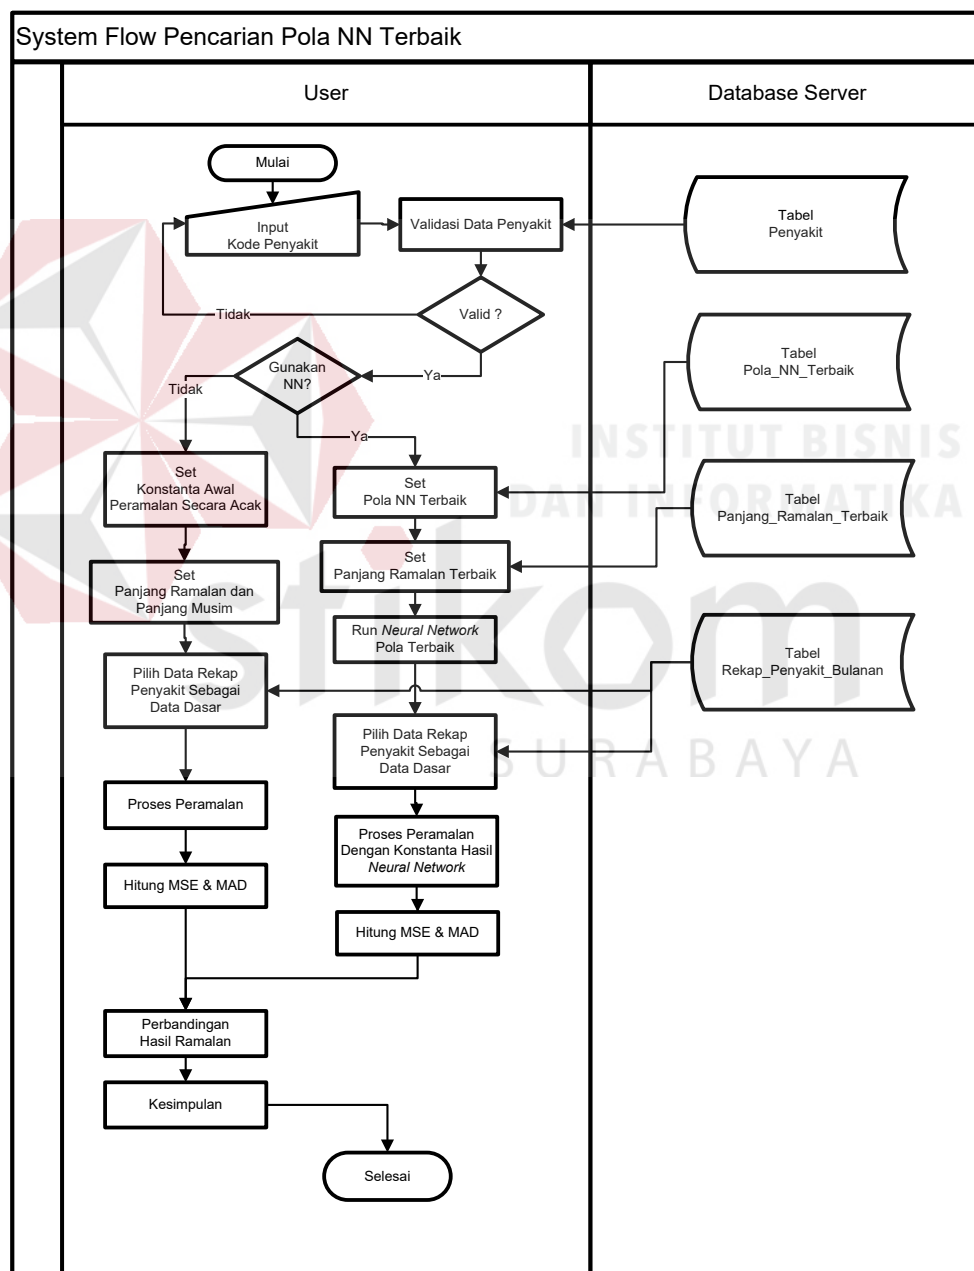 System Flow Pencarian Pola NN Terbaik
User
Database Server
Mulai
Input
Kode Penyakit
Validasi Data Penyakit
Tabel
Penyakit
Valid ?
Tidak
Ya
Gunakan
NN?
Tidak
Ya
Tabel
Pola_NN_Terbaik
INSTITUT BISNIS
DAN INFORMATIKA
stikom
SURABAYA
Set
Konstanta Awal
Peramalan Secara Acak
Set
Pola NN Terbaik
Tabel
Panjang_Ramalan_Terbaik
Set
Panjang Ramalan dan
Panjang Musim
Set
Panjang Ramalan Terbaik
Run Neural Network
Pola Terbaik
Tabel
Rekap_Penyakit_Bulanan
Pilih Data Rekap
Penyakit Sebagai
Data Dasar
Pilih Data Rekap
Penyakit Sebagai
Data Dasar
Proses Peramalan
Proses Peramalan
Dengan Konstanta Hasil
Neural Network
Hitung MSE & MAD
Hitung MSE & MAD
Perbandingan
Hasil Ramalan
Kesimpulan
Selesai